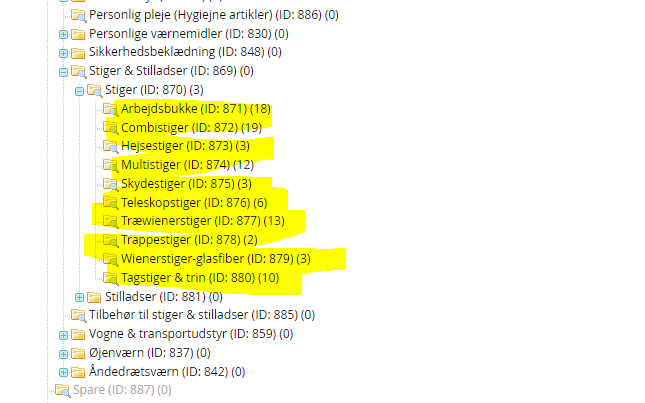 Personlig pleje (Hygiejne artikler) (ID: 886) (0)
Personlige værnemidler (ID: 830) (0)
Sikkerhedsbeklædning (ID: 848) (0)
Stiger & Stilladser (ID: 869) (0)
Stiger (ID: 870) (3)
Arbejdsbukke (ID: 871) (18)
Combistiger (ID: 872) (19)
Hejsestiger (ID: 873) (3)
Multistiger (ID: 874) (12)
Skydestiger (ID: 875) (3)
Teleskopstiger (ID: 876) (6)
Træwienerstiger (ID: 877) (13)
Trappestiger (ID: 878) (2)
Wienerstiger-glasfiber (ID: 879) (3)
Tagstiger & trin (ID: 880) (10)
Stilladser (ID: 881) (0)
Tilbehør til stiger & stilladser (ID: 885) (0)
Vogne & transportudstyr (ID: 859) (0)
Øjenværn (ID: 837) (0)
Åndedrætsværn (ID: 842) (0)
Spare (ID: 887) (0)